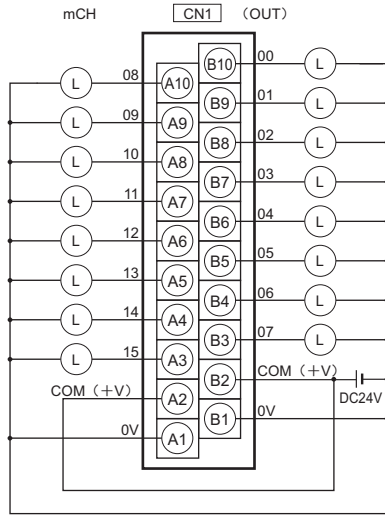 mCH CN1 (OUT)
B10 00 L
L 08 A10
B9 01 L
L 09 A9
B8 02 L
L 10 A8
B7 03 L
L 11 A7
B6 04 L
L 12 A6
B5 05 L
L 13 A5
B4 06 L
L 14 A4
B3 07 L
L 15 A3
B2 COM (+V)
COM (+V) A2
DC24V
B1 0V
0V A1